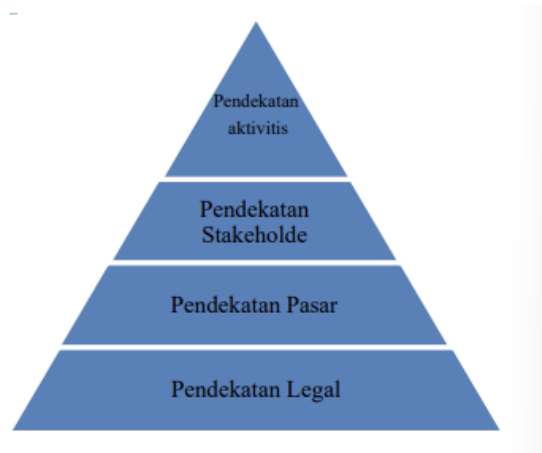 Pendekatan
aktivitis
Pendekatan
Stakeholde
Pendekatan Pasar
Pendekatan Legal